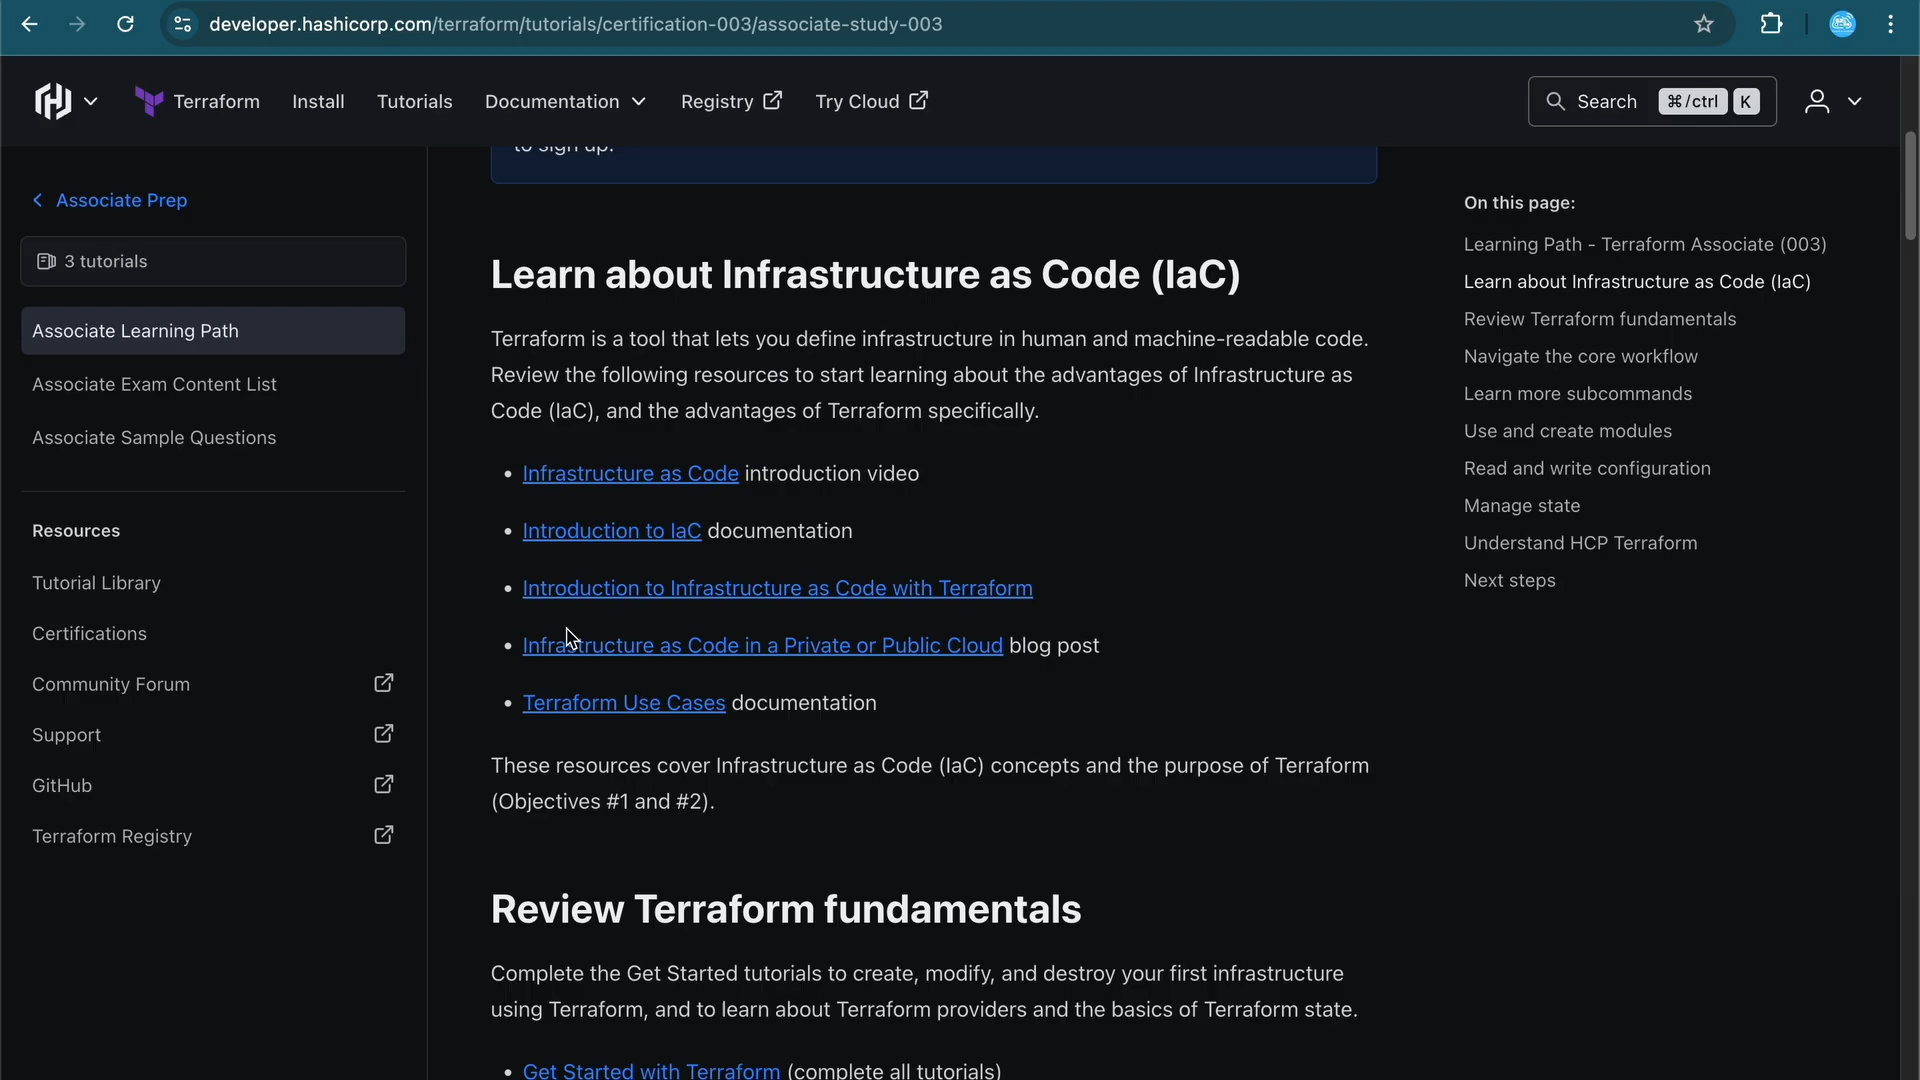 developer.hashicorp.com/terraform/tutorials/certification-003/associate-study-003
Terraform
Install
Tutorials
Documentation
Registry
Try Cloud
Search
⌘/ctrl
K
Associate Prep
3 tutorials
Associate Learning Path
Associate Exam Content List
Associate Sample Questions
Resources
Tutorial Library
Certifications
Community Forum
Support
GitHub
Terraform Registry
to sign up.
Learn about Infrastructure as Code (IaC)
Terraform is a tool that lets you define infrastructure in human and machine-readable code.
Review the following resources to start learning about the advantages of Infrastructure as
Code (IaC), and the advantages of Terraform specifically.
• Infrastructure as Code introduction video
• Introduction to IaC documentation
• Introduction to Infrastructure as Code with Terraform
• Infrastructure as Code in a Private or Public Cloud blog post
• Terraform Use Cases documentation
These resources cover Infrastructure as Code (IaC) concepts and the purpose of Terraform
(Objectives #1 and #2).
Review Terraform fundamentals
Complete the Get Started tutorials to create, modify, and destroy your first infrastructure
using Terraform, and to learn about Terraform providers and the basics of Terraform state.
• Get Started with Terraform (complete all tutorials)
On this page:
Learning Path - Terraform Associate (003)
Learn about Infrastructure as Code (IaC)
Review Terraform fundamentals
Navigate the core workflow
Learn more subcommands
Use and create modules
Read and write configuration
Manage state
Understand HCP Terraform
Next steps